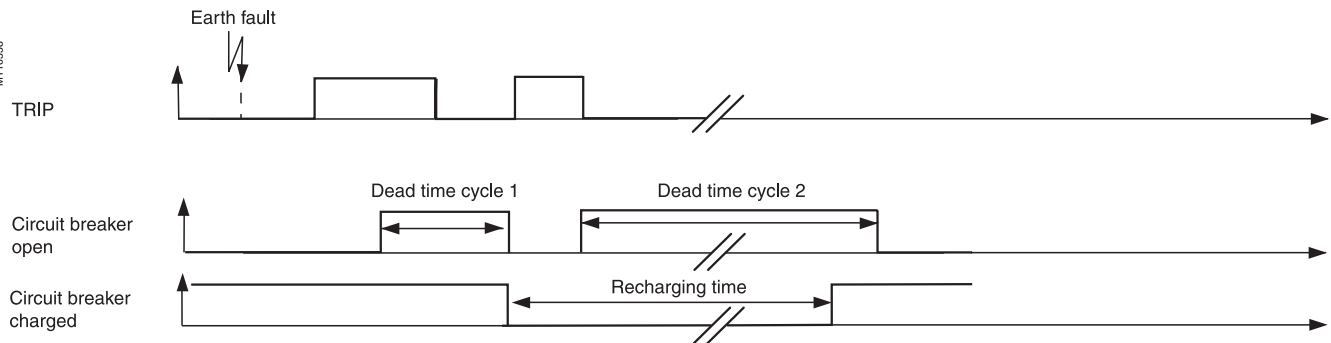 Earth fault
TRIP
Dead time cycle 1
Dead time cycle 2
Circuit breaker
open
Recharging time
Circuit breaker
charged